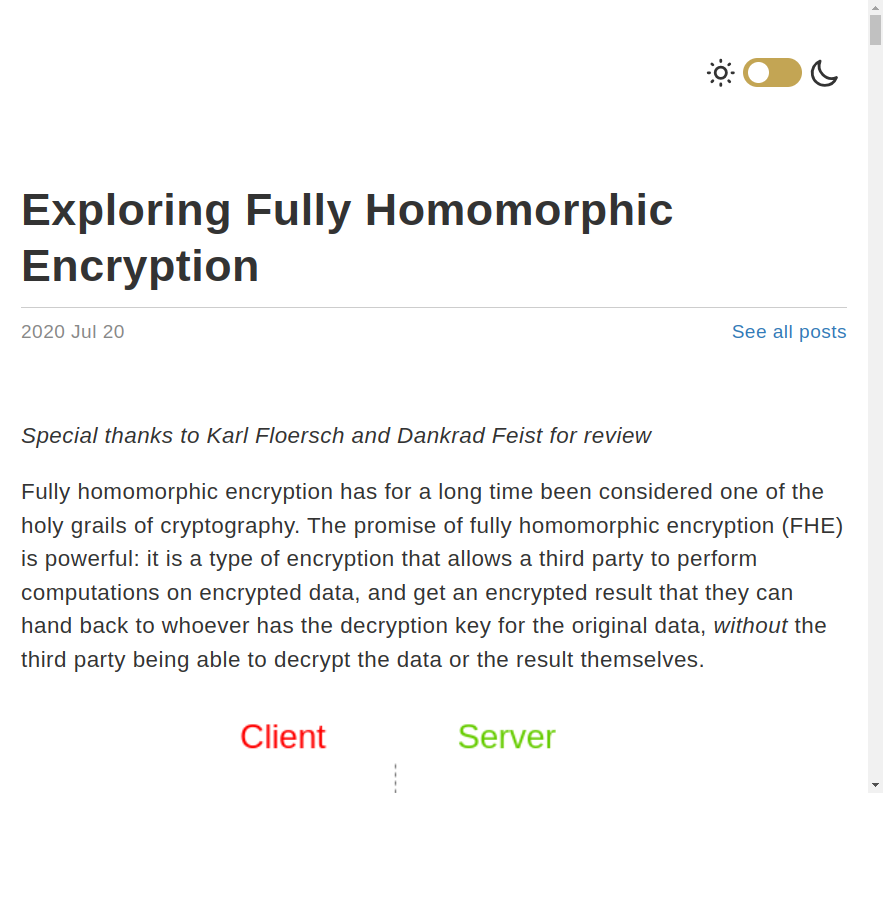 Exploring Fully Homomorphic
Encryption
2020 Jul 20
See all posts
Special thanks to Karl Floersch and Dankrad Feist for review
Fully homomorphic encryption has for a long time been considered one of the
holy grails of cryptography. The promise of fully homomorphic encryption (FHE)
is powerful: it is a type of encryption that allows a third party to perform
computations on encrypted data, and get an encrypted result that they can
hand back to whoever has the decryption key for the original data, without the
third party being able to decrypt the data or the result themselves.
Client
Server